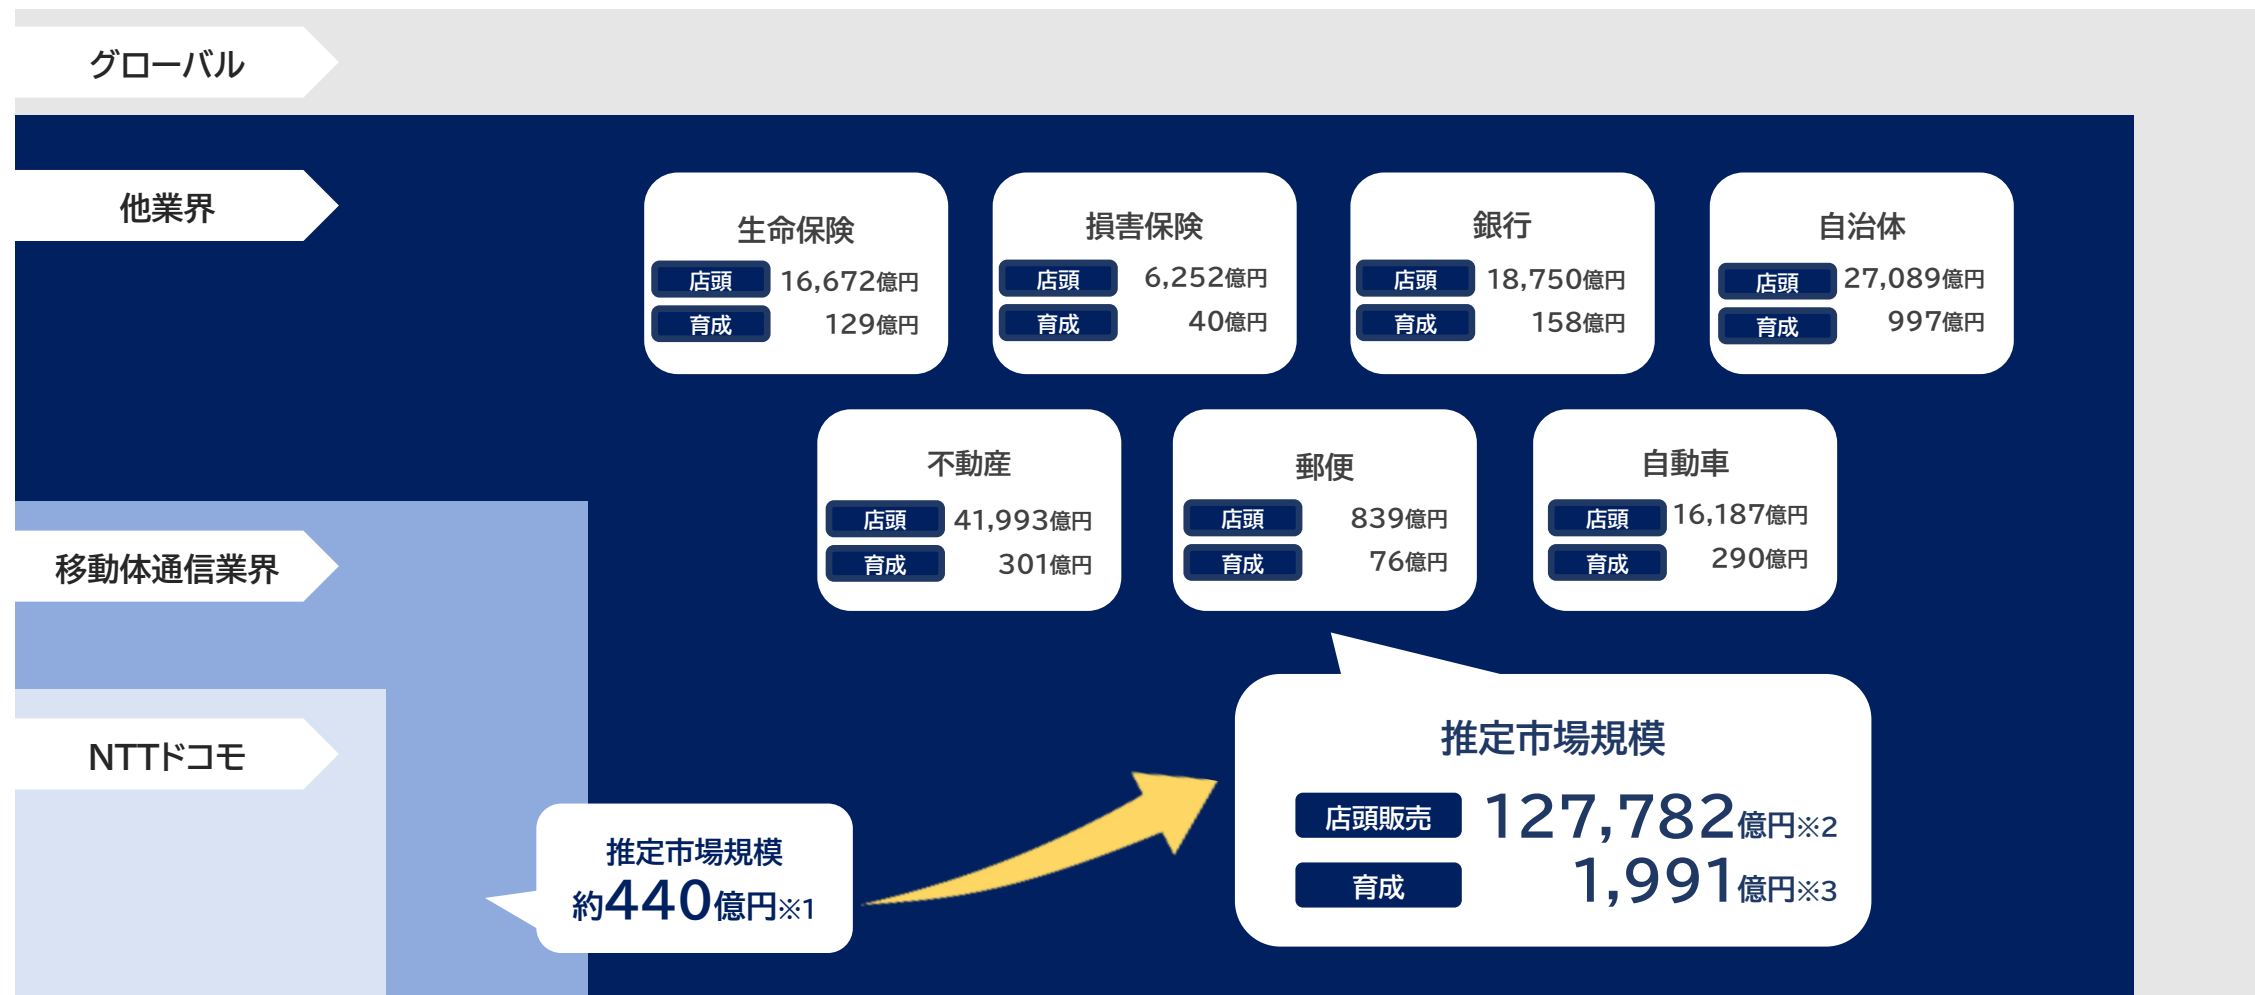 グローバル
他業界
生命保険
店頭 16,672億円
育成 129億円
損害保険
店頭 6,252億円
育成 40億円
銀行
店頭 18,750億円
育成 158億円
自治体
店頭 27,089億円
育成 997億円
不動産
店頭 41,993億円
育成 301億円
郵便
店頭 839億円
育成 76億円
自動車
店頭 16,187億円
育成 290億円
移動体通信業界
NTTドコモ
推定市場規模
約440億円※1
推定市場規模
店頭販売 127,782億円※2
育成 1,991億円※3